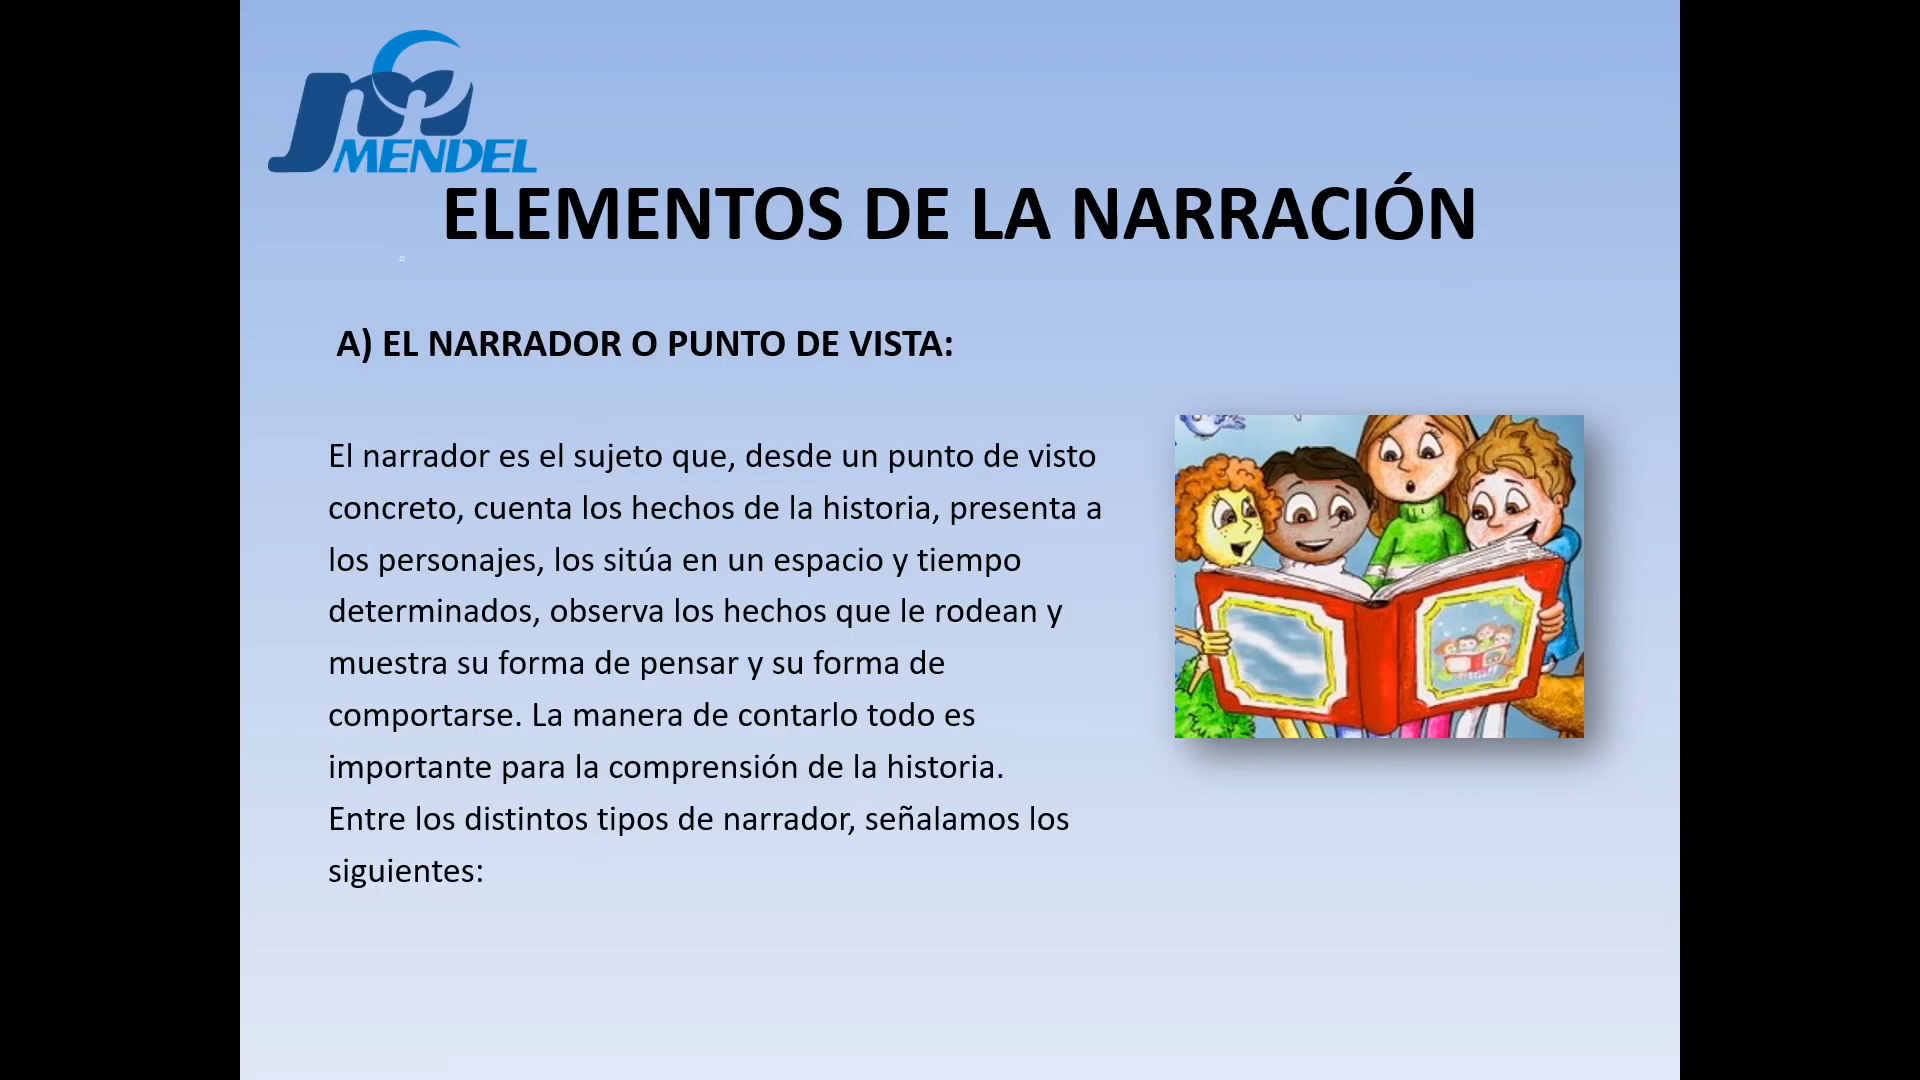 MENDEL
ELEMENTOS DE LA NARRACIÓN
A) EL NARRADOR O PUNTO DE VISTA:
El narrador es el sujeto que, desde un punto de visto
concreto, cuenta los hechos de la historia, presenta a
los personajes, los sitúa en un espacio y tiempo
determinados, observa los hechos que le rodean y
muestra su forma de pensar y su forma de
comportarse. La manera de contarlo todo es
importante para la comprensión de la historia.
Entre los distintos tipos de narrador, señalamos los
siguientes: